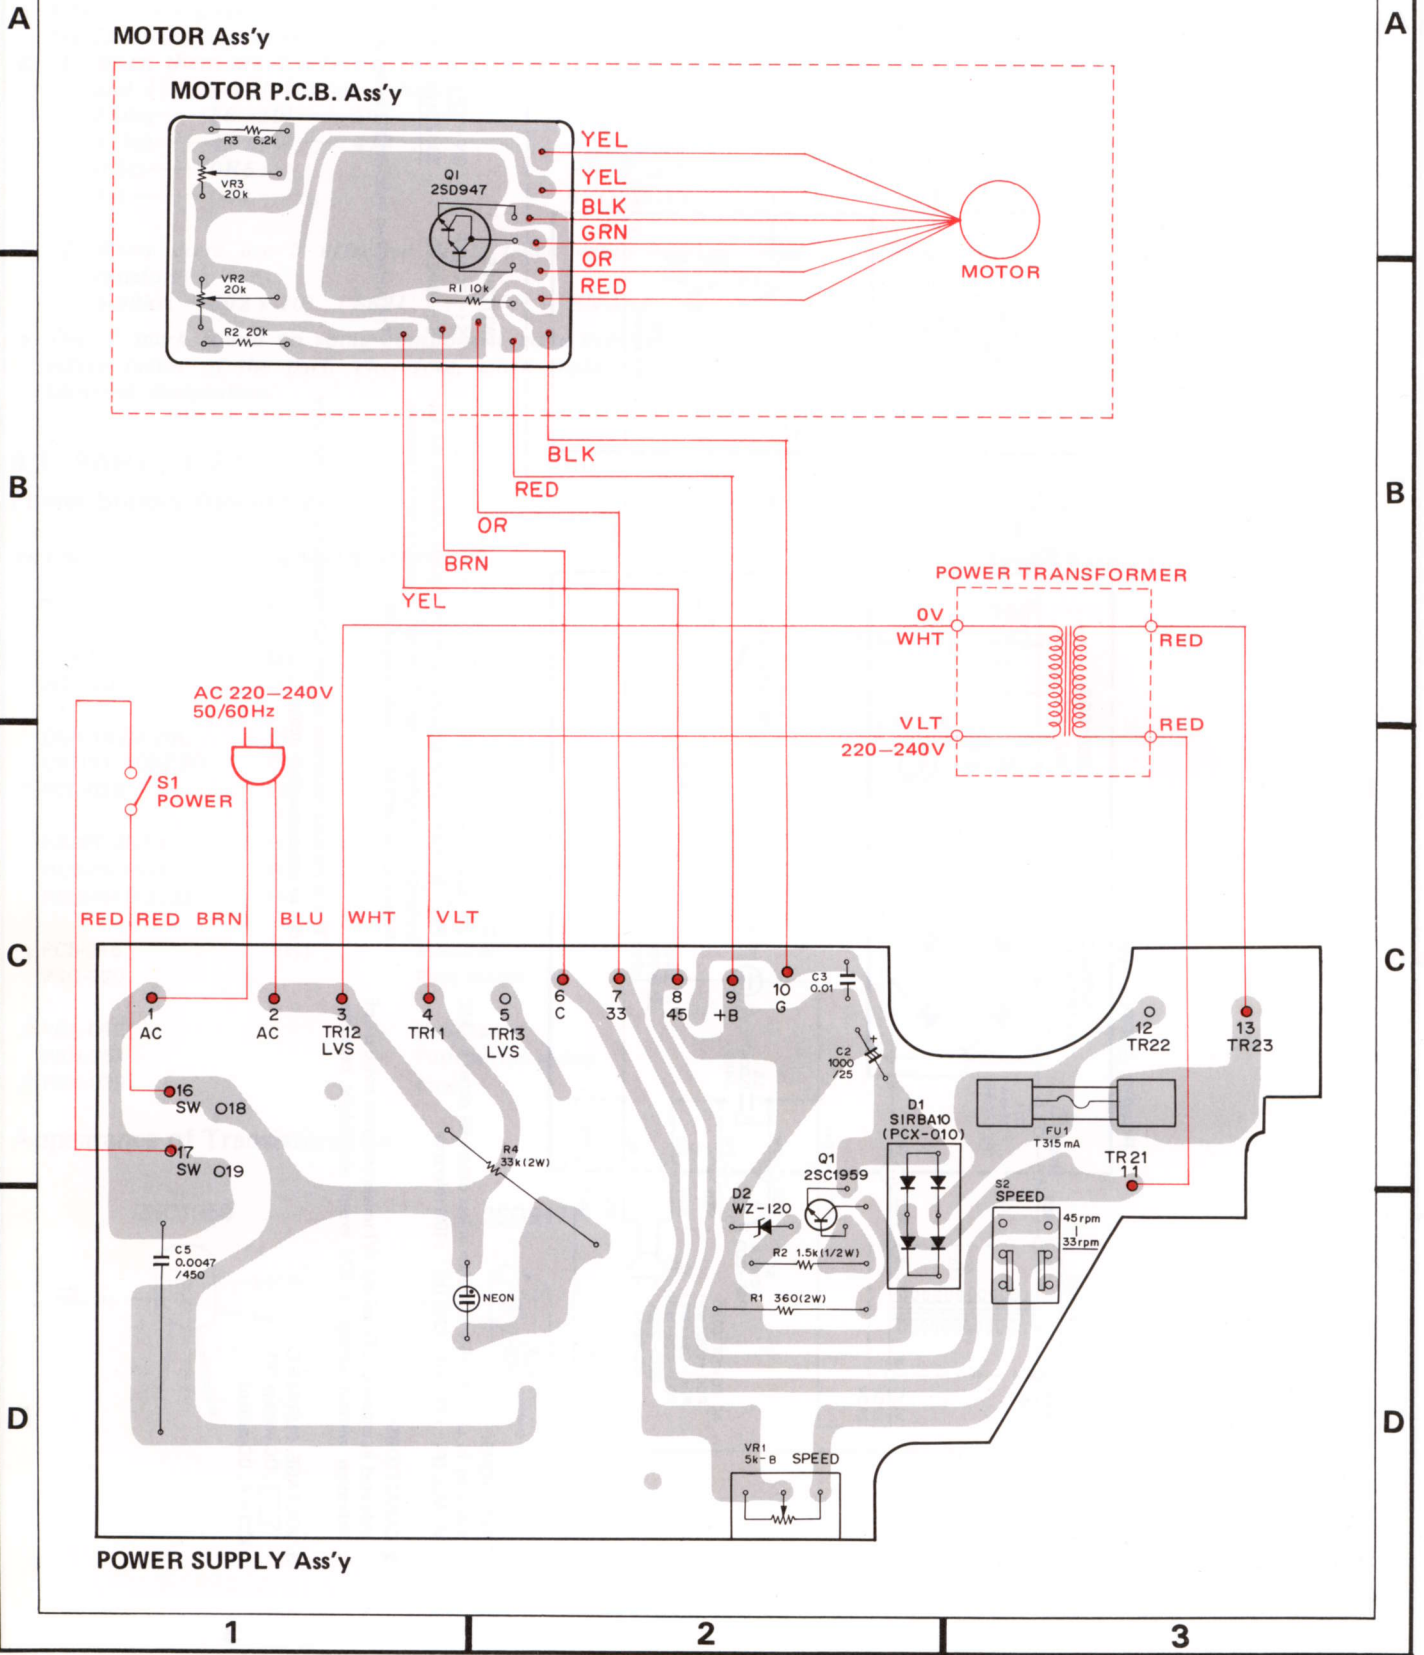 A
A
MOTOR Ass'y
MOTOR P.C.B. Ass'y
R3 6.2k
VR3
20k
Q1
2SD947
VR2
20k
R1 10k
R2 20k
YEL
YEL
BLK
GRN
OR
RED
MOTOR
B
B
BLK
RED
OR
BRN
YEL
POWER TRANSFORMER
0V
WHT
RED
VLT
220–240V
RED
AC 220–240V
50/60Hz
S1
POWER
RED
RED
BRN
BLU
WHT
VLT
C
C
1
AC
2
AC
3
TR12
LVS
4
TR11
5
TR13
LVS
6
C
7
33
8
45
9
+B
10
G
C3
0.01
12
TR22
13
TR23
C2
1000
/25
+
16
SW
O18
17
SW
O19
R4
33k(2W)
D1
SIRBA10
(PCX-010)
FU1
T315mA
TR21
11
Q1
2SC1959
D2
WZ-120
S2
SPEED
45rpm
33rpm
R2 1.5k(1/2W)
R1 360(2W)
C5
0.0047
/450
NEON
D
D
VR1
5k-B SPEED
POWER SUPPLY Ass'y
1
2
3